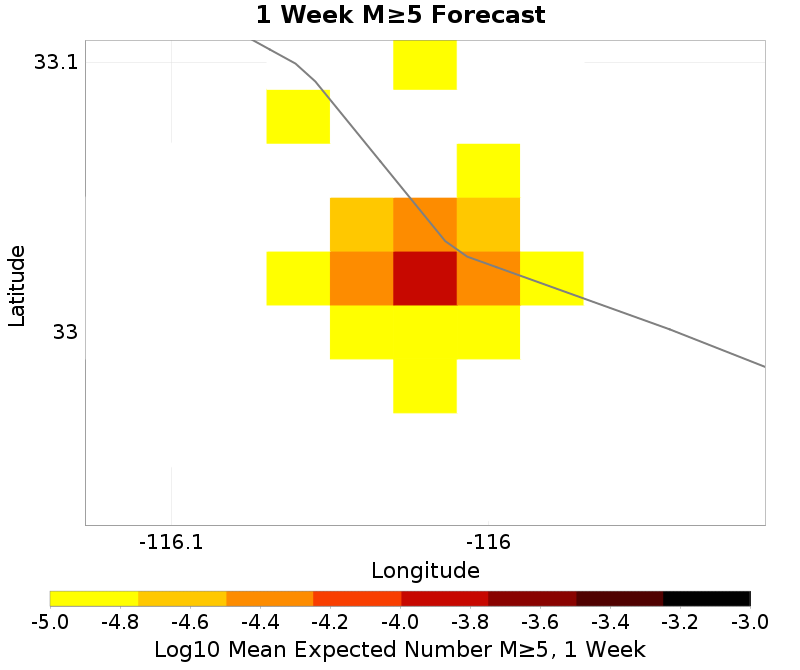 1 Week M≥5 Forecast
33.1
33
Latitude
-116.1 -116
Longitude
-5.0 -4.8 -4.6 -4.4 -4.2 -4.0 -3.8 -3.6 -3.4 -3.2 -3.0
Log10 Mean Expected Number M≥5, 1 Week